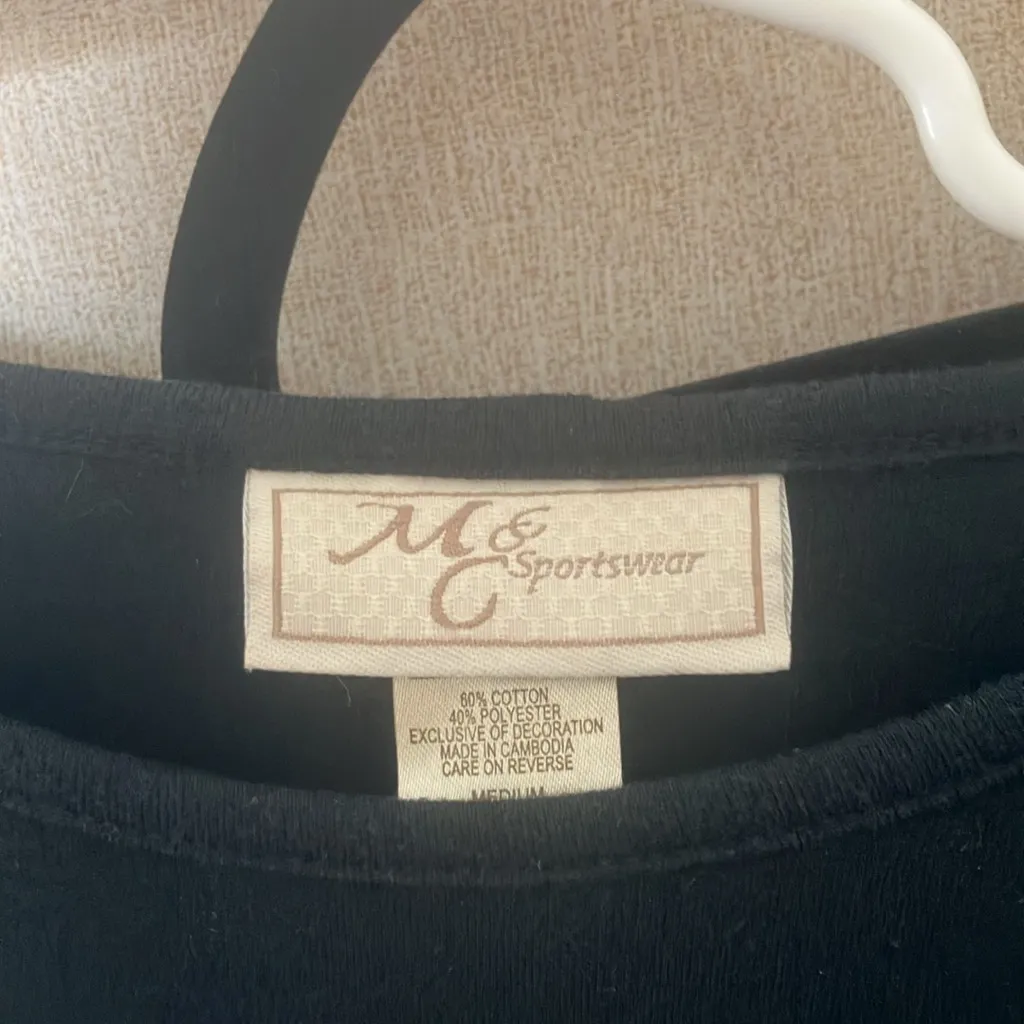 M&C Sportswear
60% COTTON
40% POLYESTER
EXCLUSIVE OF DECORATION
MADE IN CAMBODIA
CARE ON REVERSE
MEDIUM